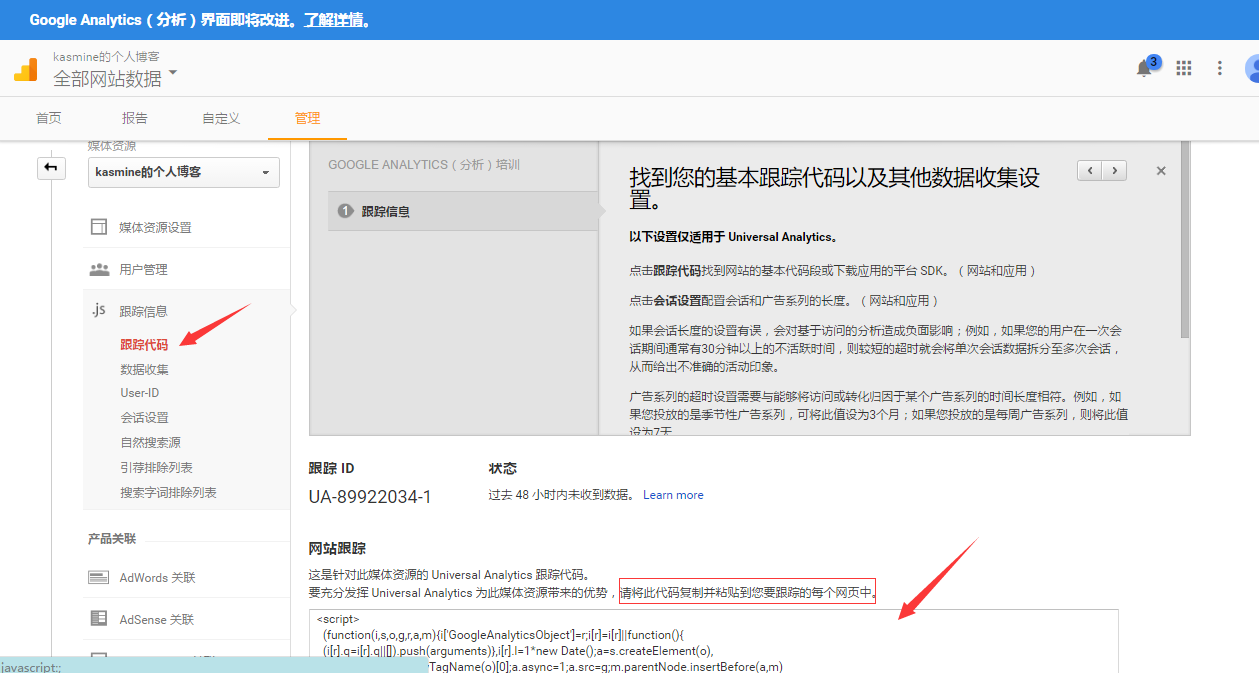 Google Analytics（分析）界面即将改进。了解详情。
kasmine的个人博客
全部网站数据
3
首页
报告
自定义
管理
媒体资源
kasmine的个人博客
媒体资源设置
用户管理
.js 跟踪信息
跟踪代码
数据收集
User-ID
会话设置
自然搜索源
引荐排除列表
搜索字词排除列表
产品关联
AdWords 关联
AdSense 关联
javascript:;
GOOGLE ANALYTICS（分析）培训
1 跟踪信息
找到您的基本跟踪代码以及其他数据收集设
置。
以下设置仅适用于 Universal Analytics。
点击跟踪代码找到网站的基本代码段或下载应用的平台 SDK。（网站和应用）
点击会话设置配置会话和广告系列的长度。（网站和应用）
如果会话长度的设置有误，会对基于访问的分析造成负面影响；例如，如果您的用户在一次会
话期间通常有30分钟以上的不活跃时间，则较短的超时就会将单次会话数据拆分至多次会话，
从而给出不准确的活动印象。
广告系列的超时设置需要与能够将访问或转化归因于某个广告系列的时间长度相符。例如，如
果您投放的是季节性广告系列，可将此值设为3个月；如果您投放的是每周广告系列，则将此值
设为7天
跟踪 ID
UA-89922034-1
状态
过去 48 小时内未收到数据。 Learn more
网站跟踪
这是针对此媒体资源的 Universal Analytics 跟踪代码。
要充分发挥 Universal Analytics 为此媒体资源带来的优势，请将此代码复制并粘贴到您要跟踪的每个网页中。
<script>
(function(i,s,o,g,r,a,m){i['GoogleAnalyticsObject']=r;i[r]=i[r]||function(){
(i[r].q=i[r].q||[]).push(arguments)},i[r].l=1*new Date();a=s.createElement(o),
yTagName(o)[0];a.async=1;a.src=g;m.parentNode.insertBefore(a,m)